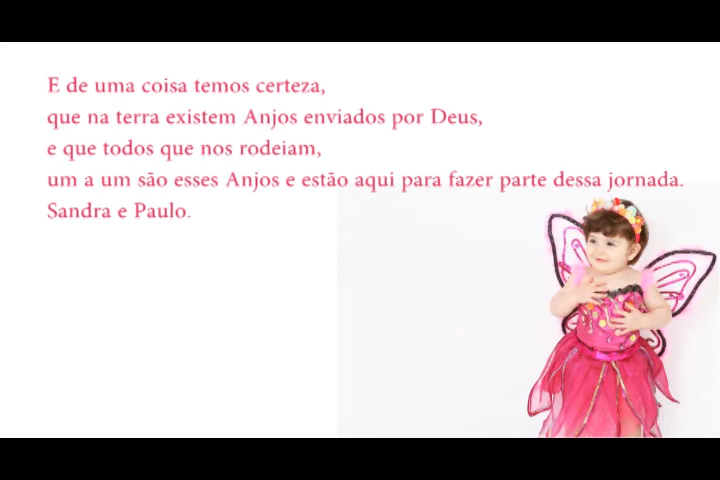 E de uma coisa temos certeza,
que na terra existem Anjos enviados por Deus,
e que todos que nos rodeiam,
um a um são esses Anjos e estão aqui para fazer parte dessa jornada.
Sandra e Paulo.